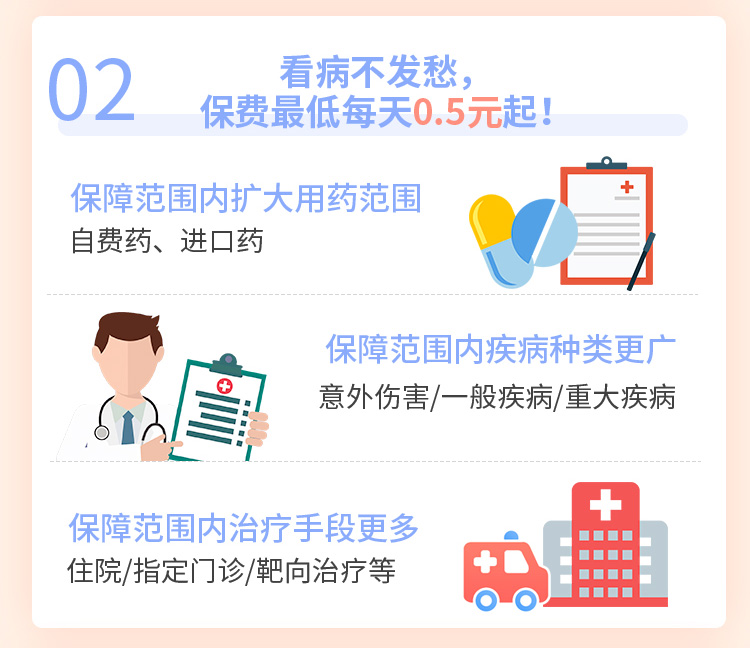 02
看病不发愁，
保费最低每天0.5元起！
保障范围内扩大用药范围
自费药、进口药
保障范围内疾病种类更广
意外伤害/一般疾病/重大疾病
保障范围内治疗手段更多
住院/指定门诊/靶向治疗等